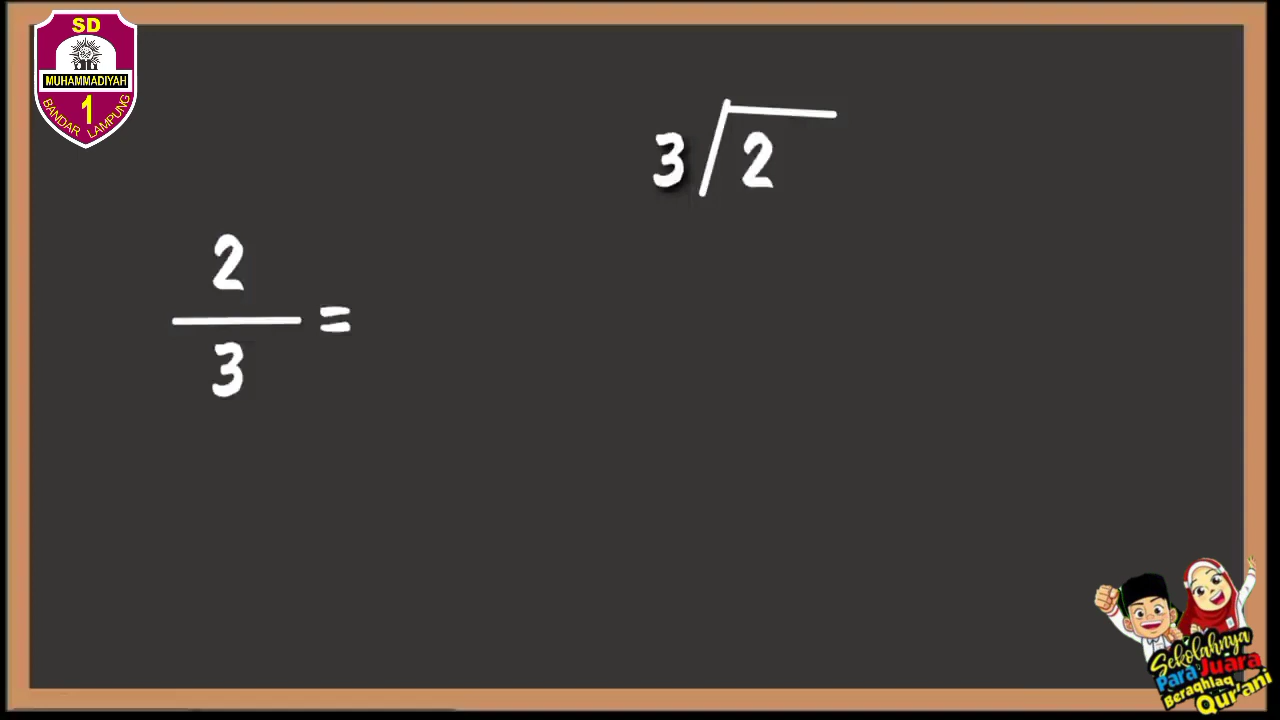 SD
MUHAMMADIYAH
1
BANDAR LAMPUNG
3 2
2
3
=
Sekolahnya
Para Juara
Beraqhlaq
Qur'ani